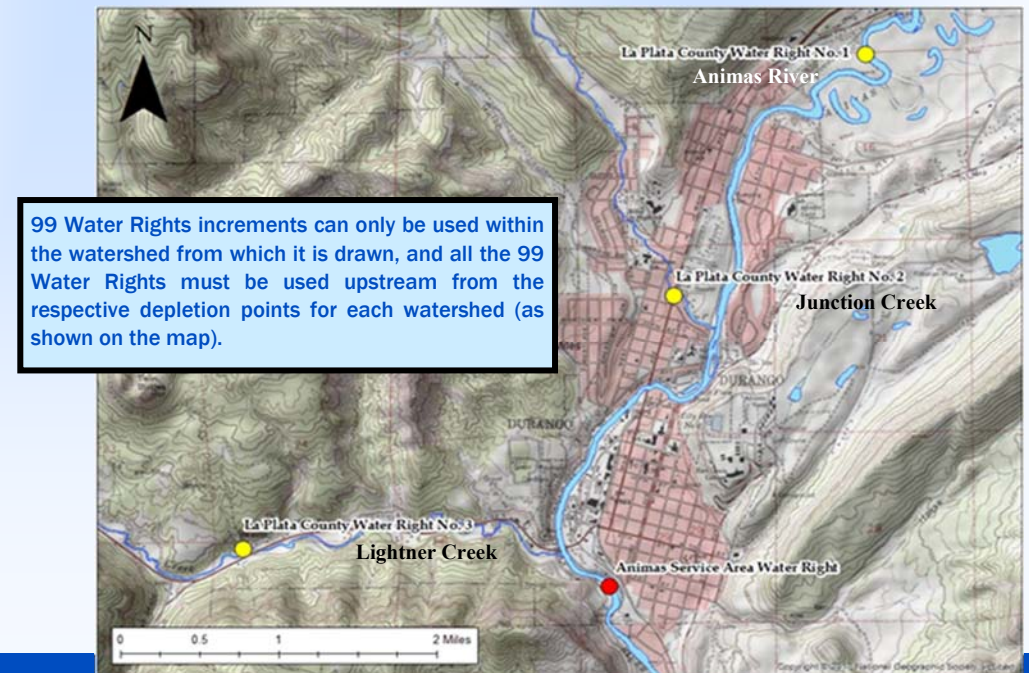 N
La Plata County Water Right No. 1
Animas River
99 Water Rights increments can only be used within
the watershed from which it is drawn, and all the 99
Water Rights must be used upstream from the
respective depletion points for each watershed (as
shown on the map).
La Plata County Water Right No. 2
Junction Creek
DURANGO
DURANGO
La Plata County Water Right No. 3
Lightner Creek
Animas Service Area Water Right
0 0.5 1 2 Miles
National Geographic Society